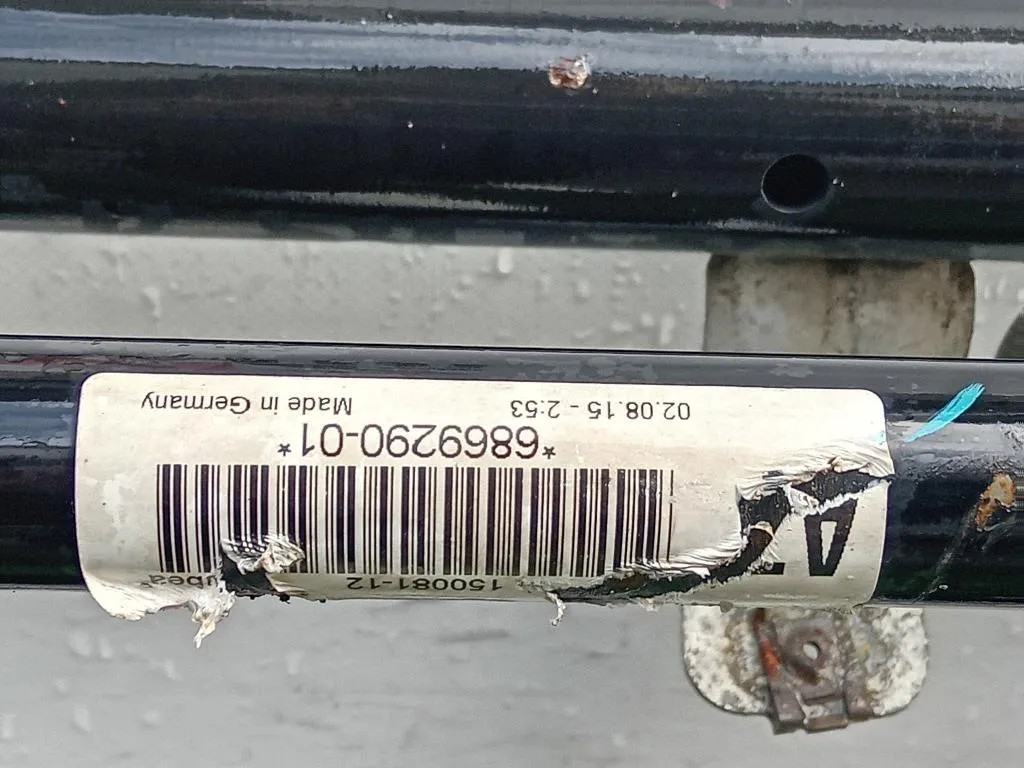 150081-12
*6869290-01*
02.08.15 - 2:53 Made in Germany